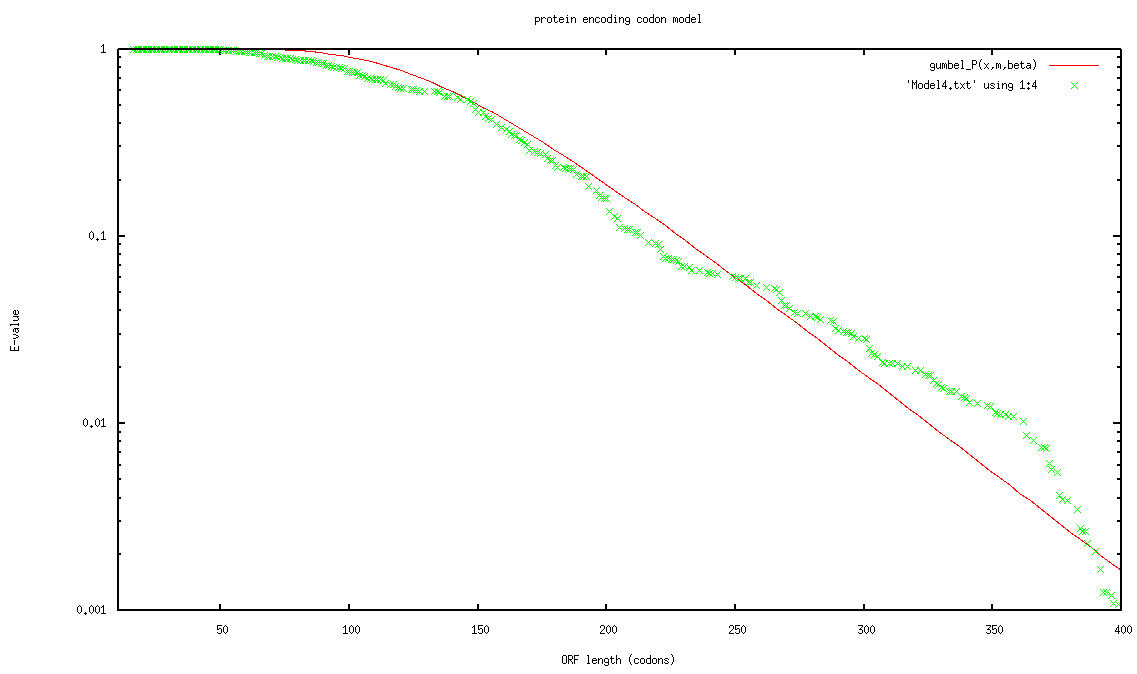 protein encoding codon model
gumbel_P(x,m,beta)
'Model4.txt' using 1:4
1
0.1
0.01
0.001
E-value
50 100 150 200 250 300 350 400
ORF length (codons)